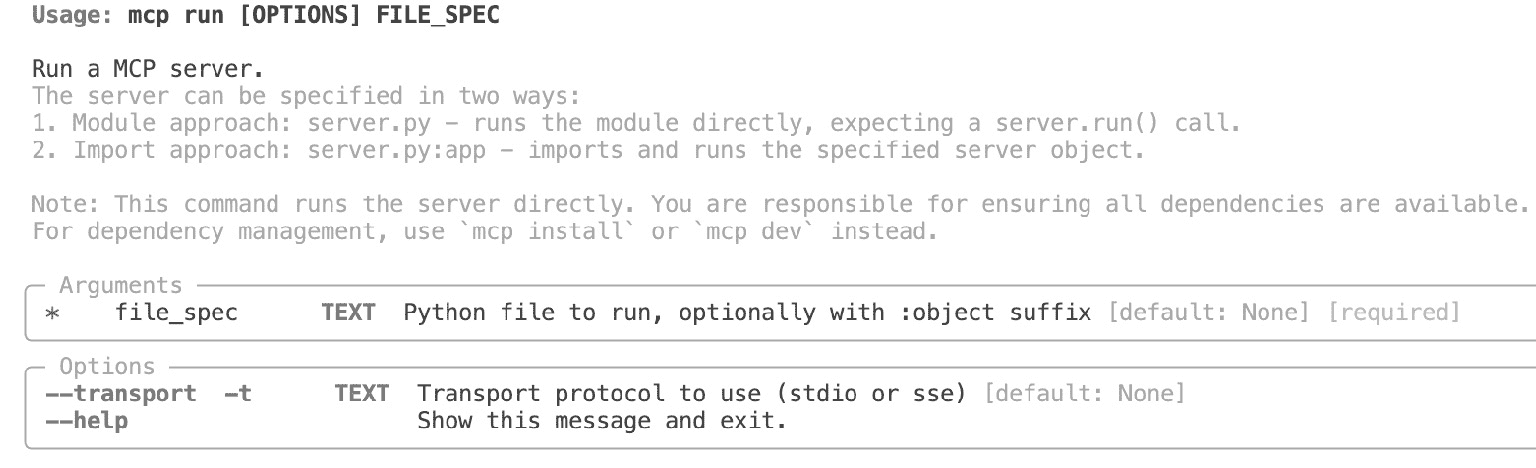 Usage: mcp run [OPTIONS] FILE_SPEC
Run a MCP server.
The server can be specified in two ways:
1. Module approach: server.py - runs the module directly, expecting a server.run() call.
2. Import approach: server.py:app - imports and runs the specified server object.
Note: This command runs the server directly. You are responsible for ensuring all dependencies are available.
For dependency management, use `mcp install` or `mcp dev` instead.
Arguments
* file_spec TEXT Python file to run, optionally with :object suffix [default: None] [required]
Options
--transport -t TEXT Transport protocol to use (stdio or sse) [default: None]
--help Show this message and exit.